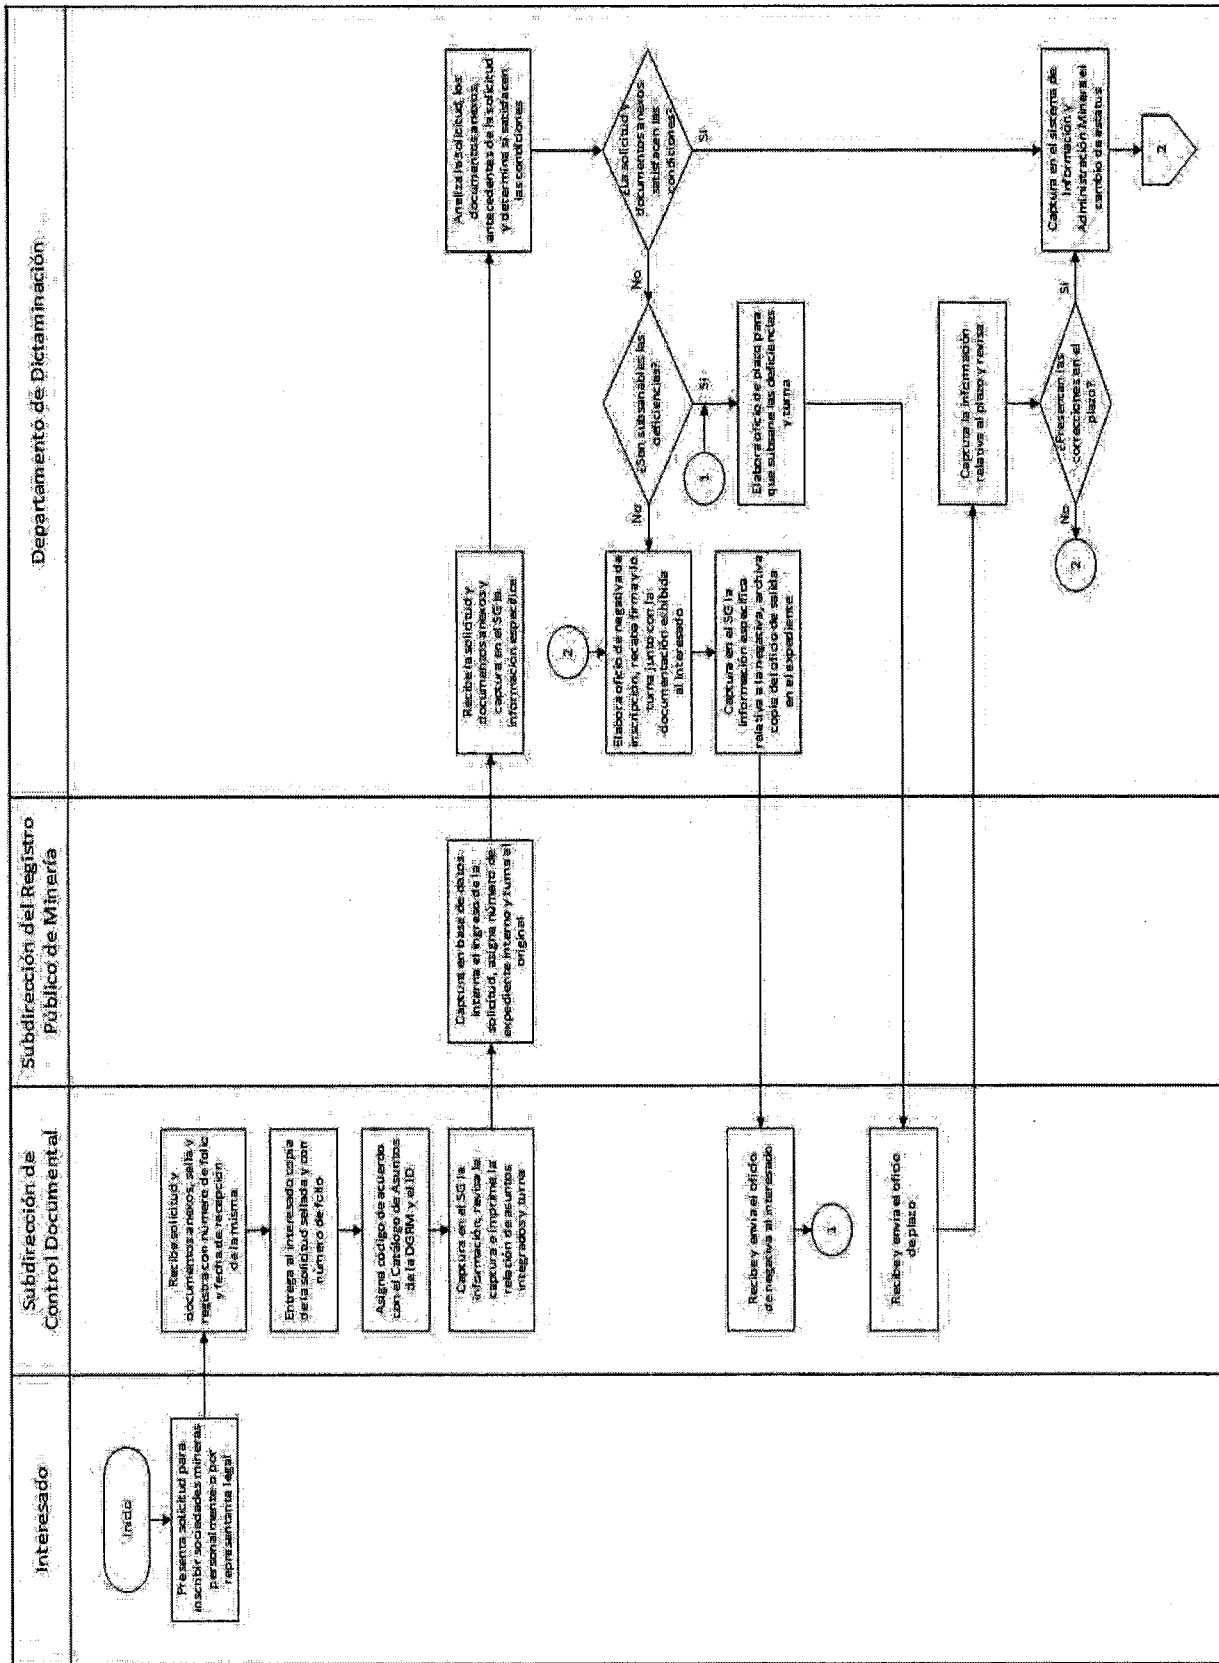 Interesado
Subdirección de
Control Documental
Subdirección del Registro
Público de Minería
Departamento de Dictaminación
Inicio
Presenta solicitud para
inscribir sociedades mineras
personalmente o por
representante legal
Recibe solicitud y
documentos anexos, sella y
registra con número de folio
y fecha de recepción
de la misma
Entrega al interesado copia
de la solicitud sellada y con
número de folio
Asigna código de acuerdo
con el Catálogo de Asuntos
de la DGRM y el ID
Captura en el SG la
información, revisa la
captura e imprime la
relación de asuntos
integrados y turna
Captura en base de datos
interna el ingreso de la
solicitud, asigna número de
expediente interno y turna el
original
Recibe la solicitud y
documentos anexos y
captura en el SG la
información específica
Analiza la solicitud, los
documentos anexos,
antecedentes de la solicitud
y determina si satisfacen
las condiciones
¿La solicitud y
documentos anexos
satisfacen las
condiciones?
Si
No
¿Son subsanables las
deficiencias?
Si
No
1
2
Elabora oficio de negativa de
inscripción, recaba firma y lo
turna junto con la
documentación exhibida
al interesado
Captura en el SG la
información específica
relativa a la negativa, archiva
copia del oficio de salida
en el expediente
Elabora oficio de plazo para
que subsane las deficiencias
y turna
Recibe y envía el oficio
de negativa al interesado
1
Recibe y envía el oficio
de plazo
Captura la información
relativa al plazo y revisa
¿Presentan las
correcciones en el
plazo?
No
2
Si
Captura en el sistema de
Información y
Administración Minera el
cambio de estatus
2